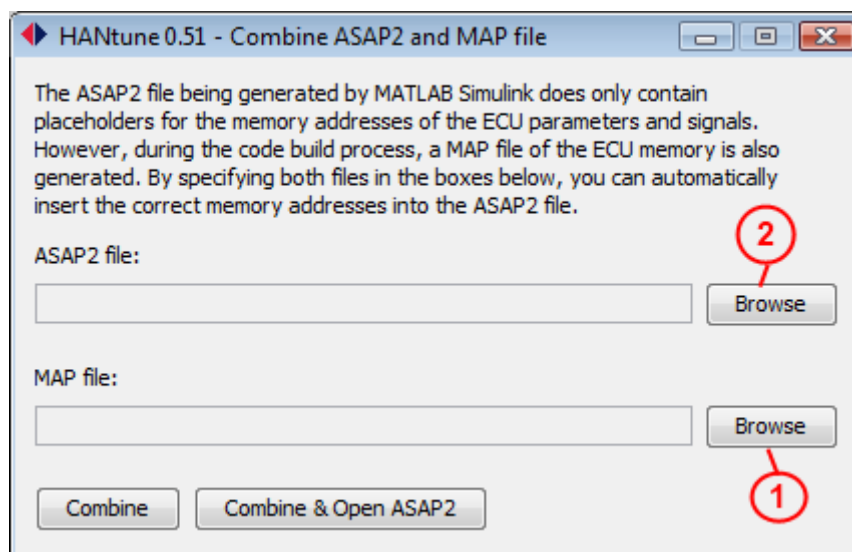 HANtune 0.51 - Combine ASAP2 and MAP file
The ASAP2 file being generated by MATLAB Simulink does only contain
placeholders for the memory addresses of the ECU parameters and signals.
However, during the code build process, a MAP file of the ECU memory is also
generated. By specifying both files in the boxes below, you can automatically
insert the correct memory addresses into the ASAP2 file.
2
ASAP2 file:
Browse
MAP file:
Browse
1
Combine
Combine & Open ASAP2